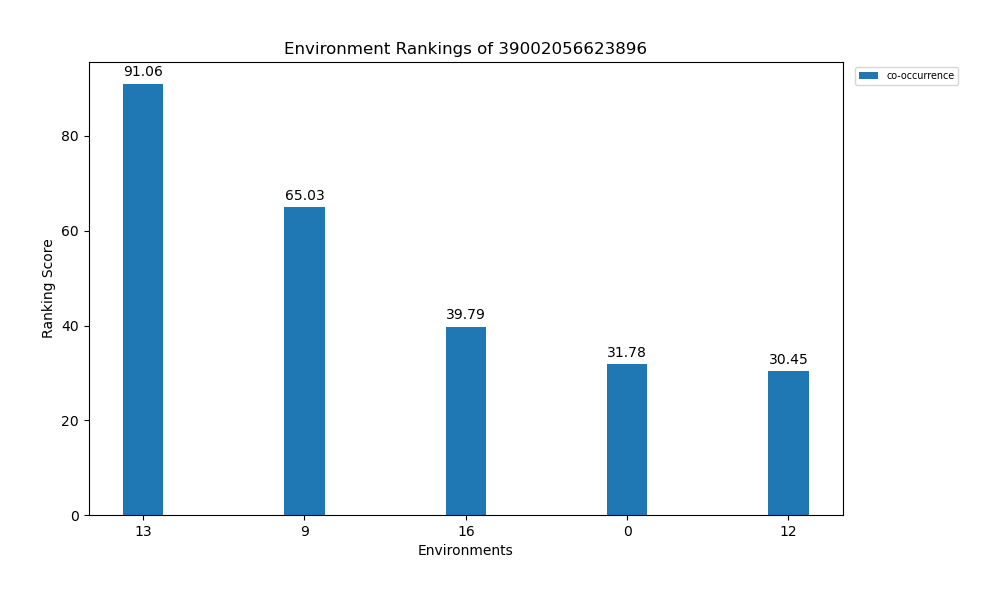 Environment Rankings of 39002056623896
co-occurrence
91.06
65.03
39.79
31.78
30.45
Ranking Score
80
60
40
20
0
13 9 16 0 12
Environments